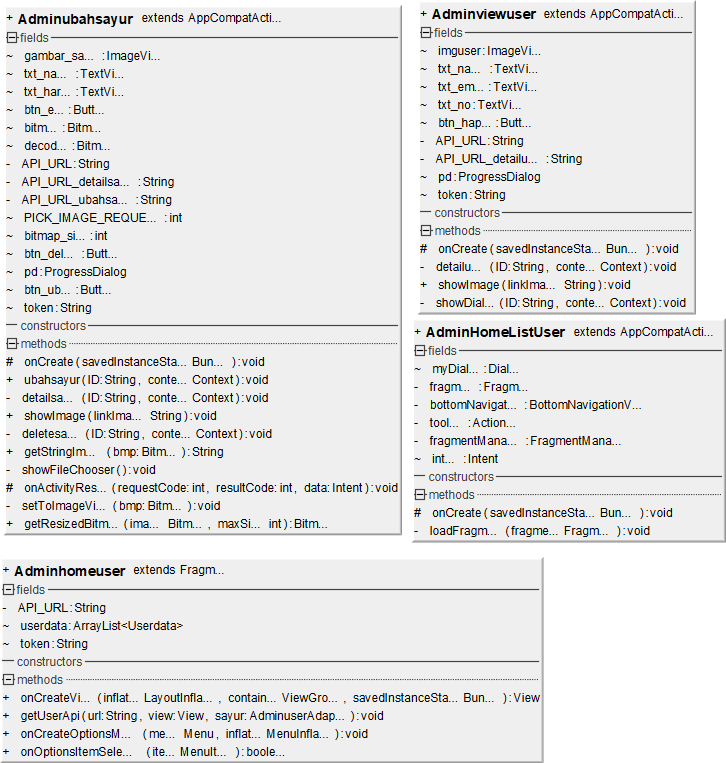 + Adminubahsayur extends AppCompatActi...
fields
~ gambar_sa... : ImageVi...
~ txt_na... : TextVi...
~ txt_har... : TextVi...
~ btn_e... : Butt...
~ bitm... : Bitm...
~ decod... : Bitm...
- API_URL : String
- API_URL_detailsa... : String
- API_URL_ubahsa... : String
~ PICK_IMAGE_REQUE... : int
~ bitmap_si... : int
~ btn_del... : Butt...
~ pd : ProgressDialog
~ btn_ub... : Butt...
~ token : String
constructors
methods
# onCreate ( savedInstanceSta... Bun... ) : void
+ ubahsayur ( ID : String , conte... Context ) : void
- detailsa... ( ID : String , conte... Context ) : void
+ showImage ( linkIma... String ) : void
- deletesa... ( ID : String , conte... Context ) : void
+ getStringIm... ( bmp : Bitm... ) : String
- showFileChooser ( ) : void
# onActivityRes... ( requestCode : int , resultCode : int , data : Intent ) : void
- setToImageVi... ( bmp : Bitm... ) : void
+ getResizedBitm... ( ima... Bitm... , maxSi... int ) : Bitm...
+ Adminviewuser extends AppCompatActi...
fields
~ imguser : ImageVi...
~ txt_na... : TextVi...
~ txt_em... : TextVi...
~ txt_no : TextVi...
~ btn_hap... : Butt...
- API_URL : String
- API_URL_detailu... : String
~ pd : ProgressDialog
~ token : String
constructors
methods
# onCreate ( savedInstanceSta... Bun... ) : void
- detailu... ( ID : String , conte... Context ) : void
+ showImage ( linkIma... String ) : void
- showDial... ( ID : String , conte... Context ) : void
+ AdminHomeListUser extends AppCompatActi...
fields
~ myDial... : Dial...
- fragm... : Fragm...
- bottomNavigat... : BottomNavigationV...
- tool... : Action...
- fragmentMana... : FragmentMana...
~ int... : Intent
constructors
methods
# onCreate ( savedInstanceSta... Bun... ) : void
- loadFragm... ( fragme... Fragm... ) : void
+ Adminhomeuser extends Fragm...
fields
- API_URL : String
~ userdata : ArrayList<Userdata>
~ token : String
constructors
methods
+ onCreateVi... ( inflat... LayoutInfla... , contain... ViewGro... , savedInstanceSta... Bun... ) : View
+ getUserApi ( url : String , view : View , sayur : AdminuserAdap... ) : void
+ onCreateOptionsM... ( me... Menu , inflat... MenuInfla... ) : void
+ onOptionsItemSele... ( ite... MenuIt... ) : boole...